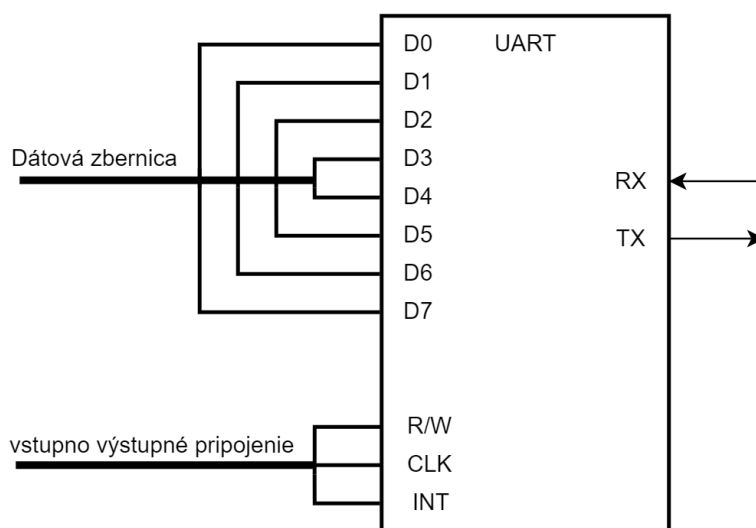 D0 UART
D1
D2
Dátová zbernica
D3
D4
RX
D5
TX
D6
D7
R/W
vstupno výstupné pripojenie
CLK
INT